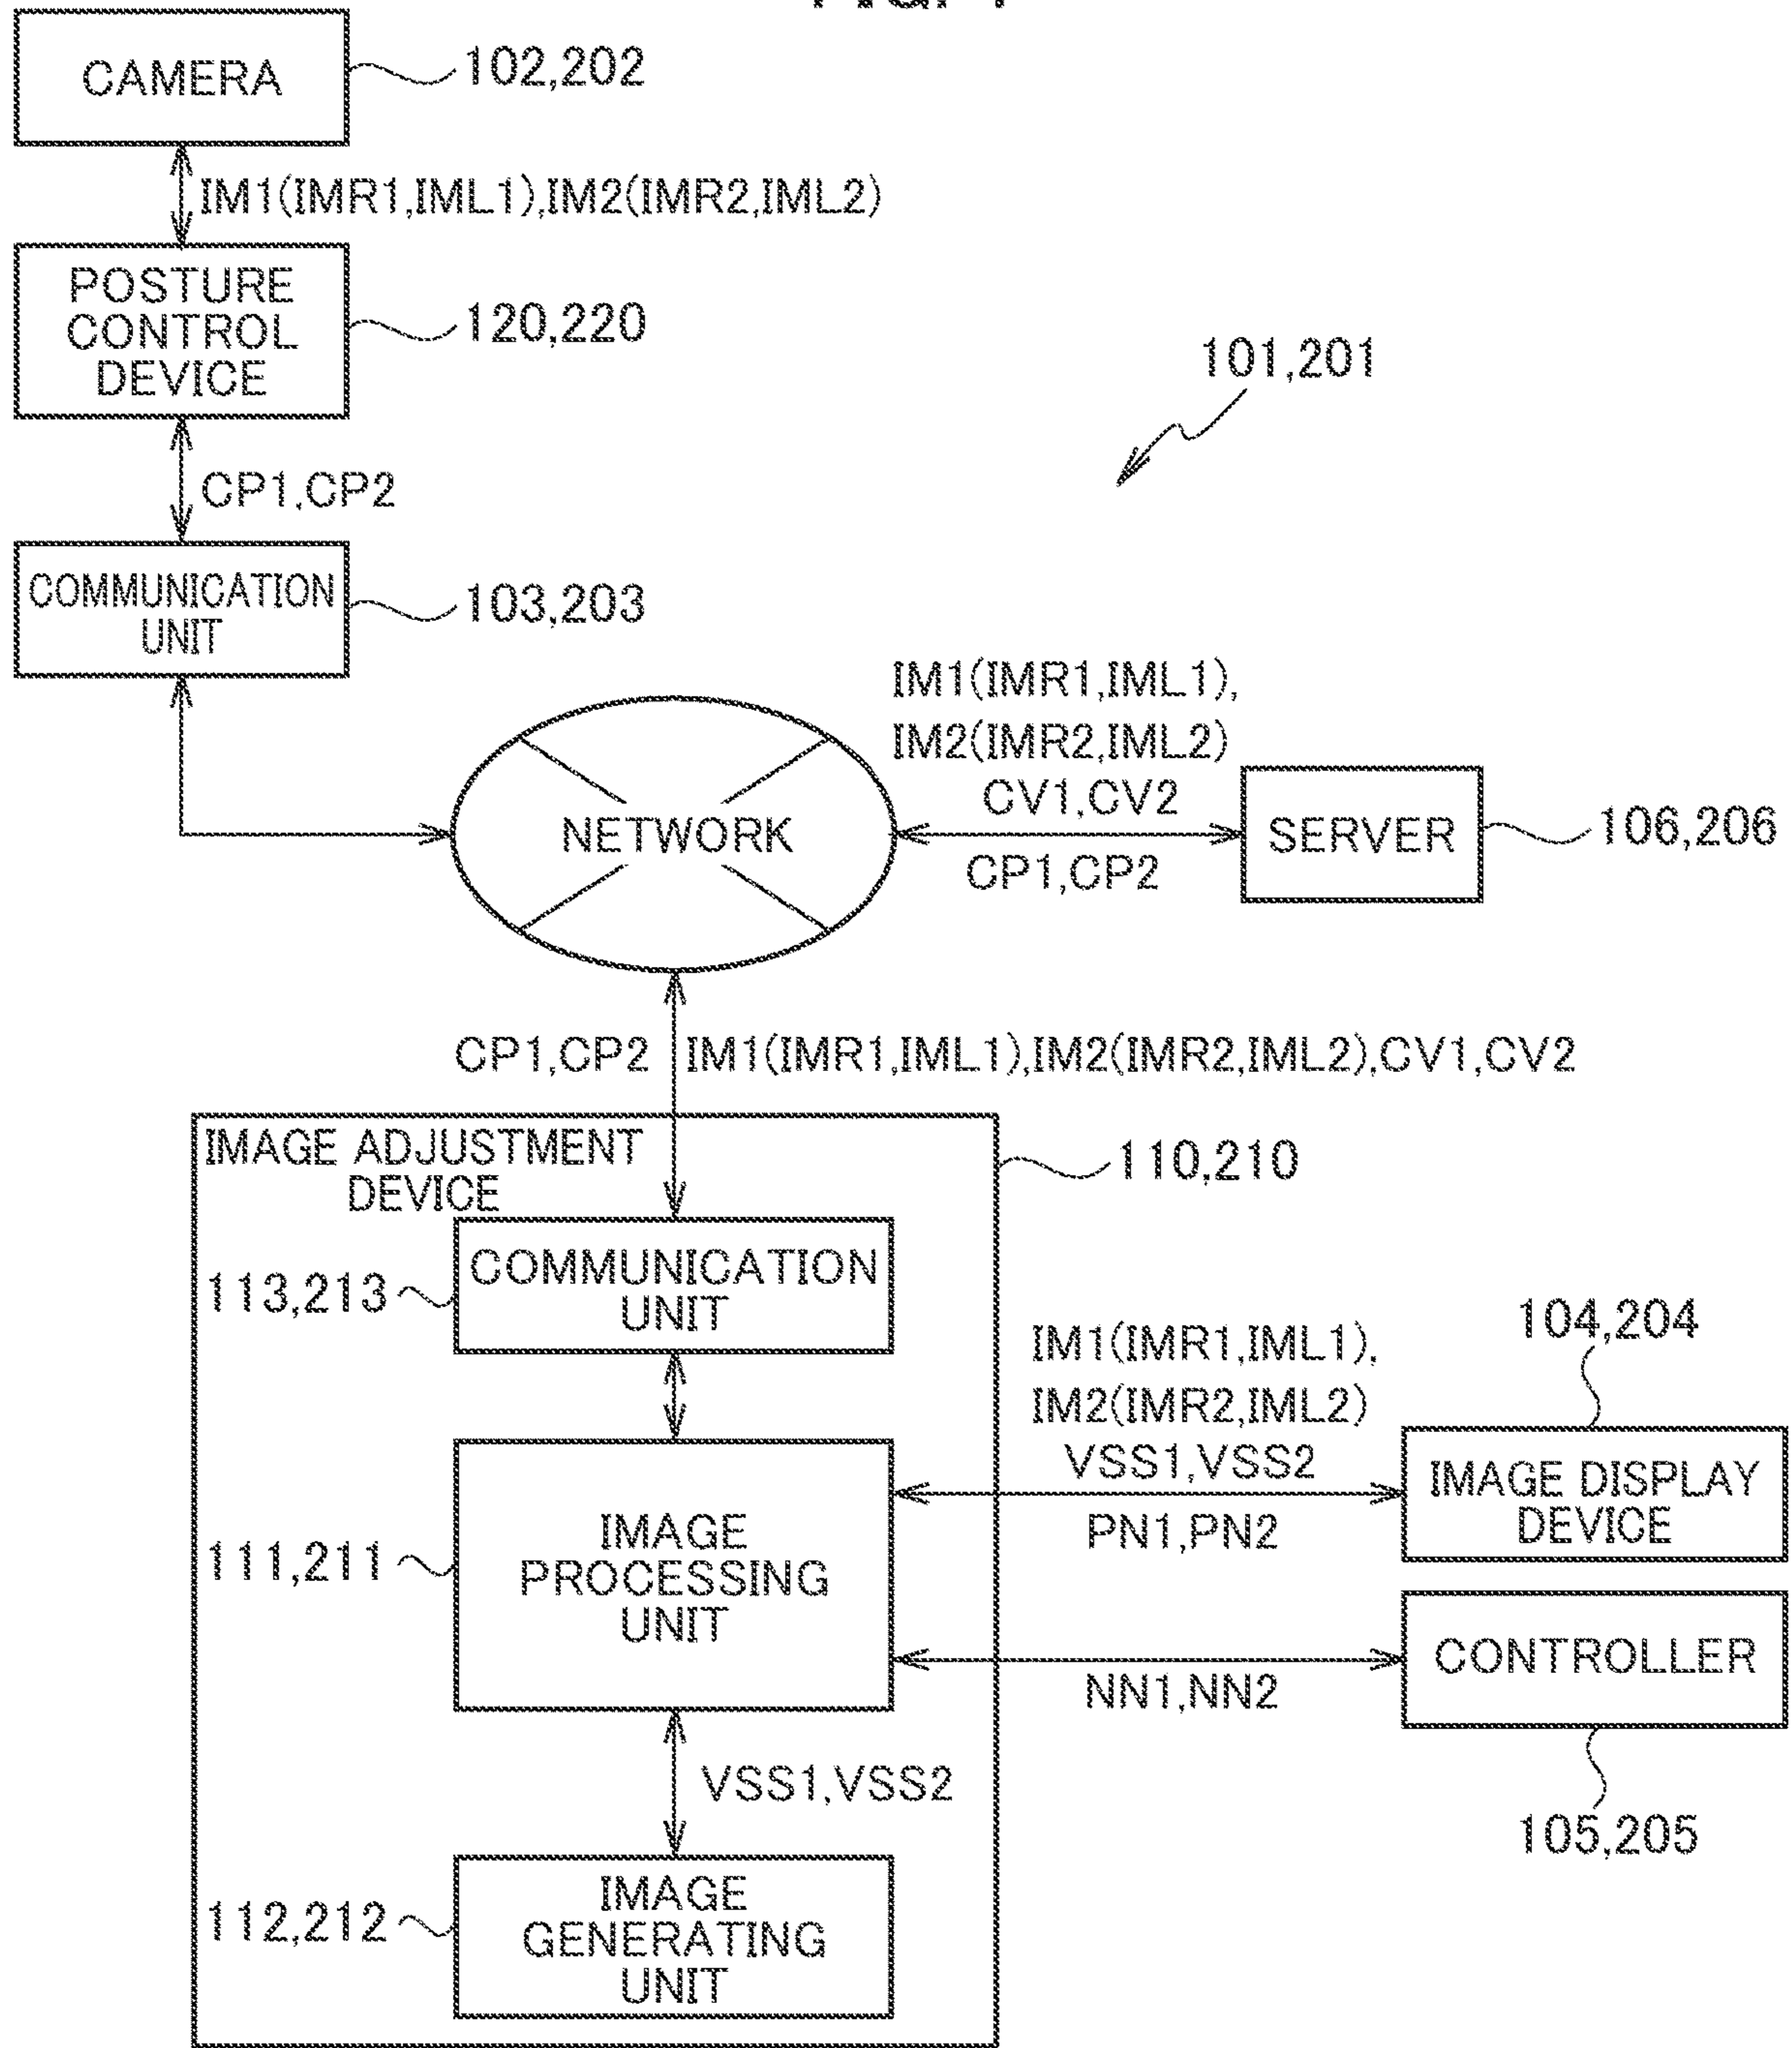 CAMERA
102,202
IM1(IMR1,IML1),IM2(IMR2,IML2)
POSTURE
CONTROL
DEVICE
120,220
101,201
CP1,CP2
COMMUNICATION
UNIT
103,203
IM1(IMR1,IML1),
IM2(IMR2,IML2)
CV1,CV2
NETWORK
SERVER
106,206
CP1,CP2
CP1,CP2
IM1(IMR1,IML1),IM2(IMR2,IML2),CV1,CV2
IMAGE ADJUSTMENT
DEVICE
110,210
COMMUNICATION
UNIT
113,213
IM1(IMR1,IML1),
IM2(IMR2,IML2)
VSS1,VSS2
104,204
IMAGE DISPLAY
DEVICE
PN1,PN2
IMAGE
PROCESSING
UNIT
111,211
CONTROLLER
NN1,NN2
105,205
VSS1,VSS2
IMAGE
GENERATING
UNIT
112,212